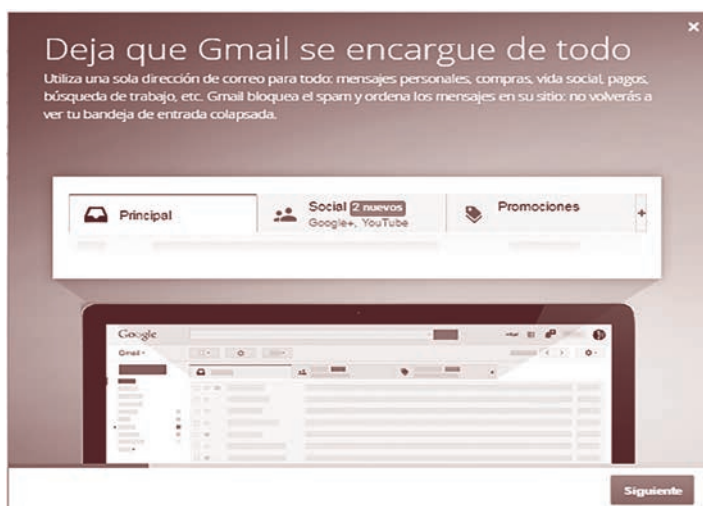 Deja que Gmail se encargue de todo
Utiliza una sola dirección de correo para todo: mensajes personales, compras, vida social, pagos,
búsqueda de trabajo, etc. Gmail bloquea el spam y ordena los mensajes en su sitio: no volverás a
ver tu bandeja de entrada colapsada.
Principal
Social 2 nuevos
Google+, YouTube
Promociones
+
Google
Gmail
Siguiente